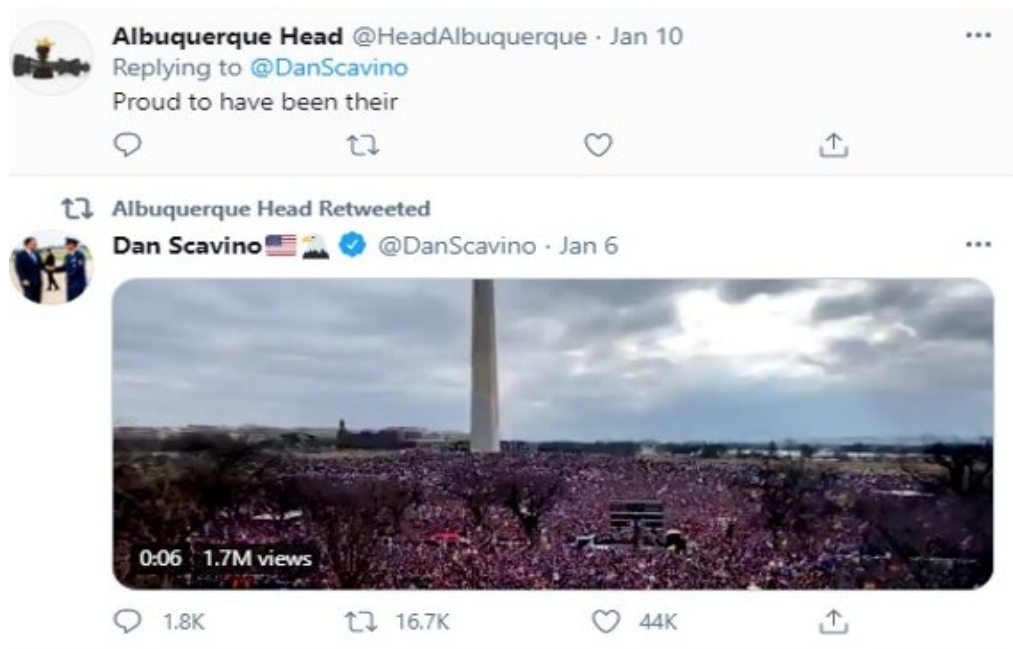 Albuquerque Head @HeadAlbuquerque · Jan 10
Replying to @DanScavino
Proud to have been their
Albuquerque Head Retweeted
Dan Scavino🇺🇸🦅 @DanScavino · Jan 6
0:06 1.7M views
1.8K 16.7K 44K